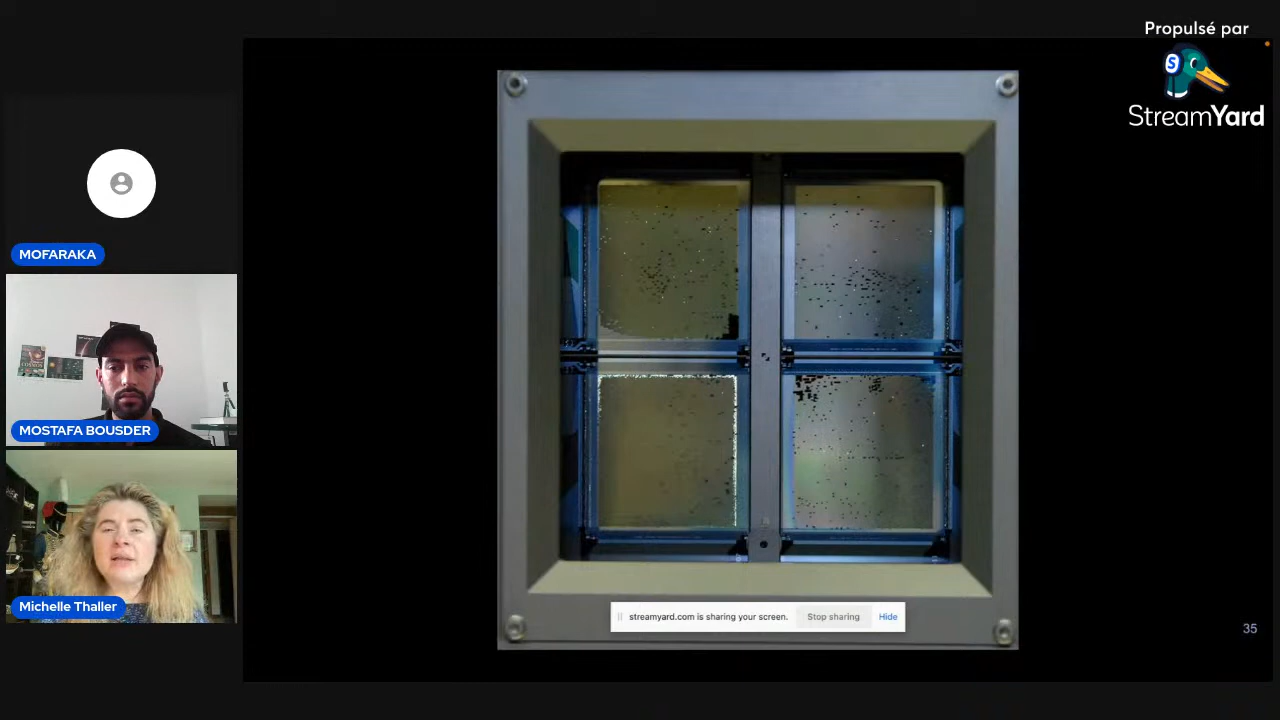 Propulsé par
S
StreamYard
MOFARAKA
MOSTAFA BOUSDER
Michelle Thaller
streamyard.com is sharing your screen. Stop sharing Hide
35